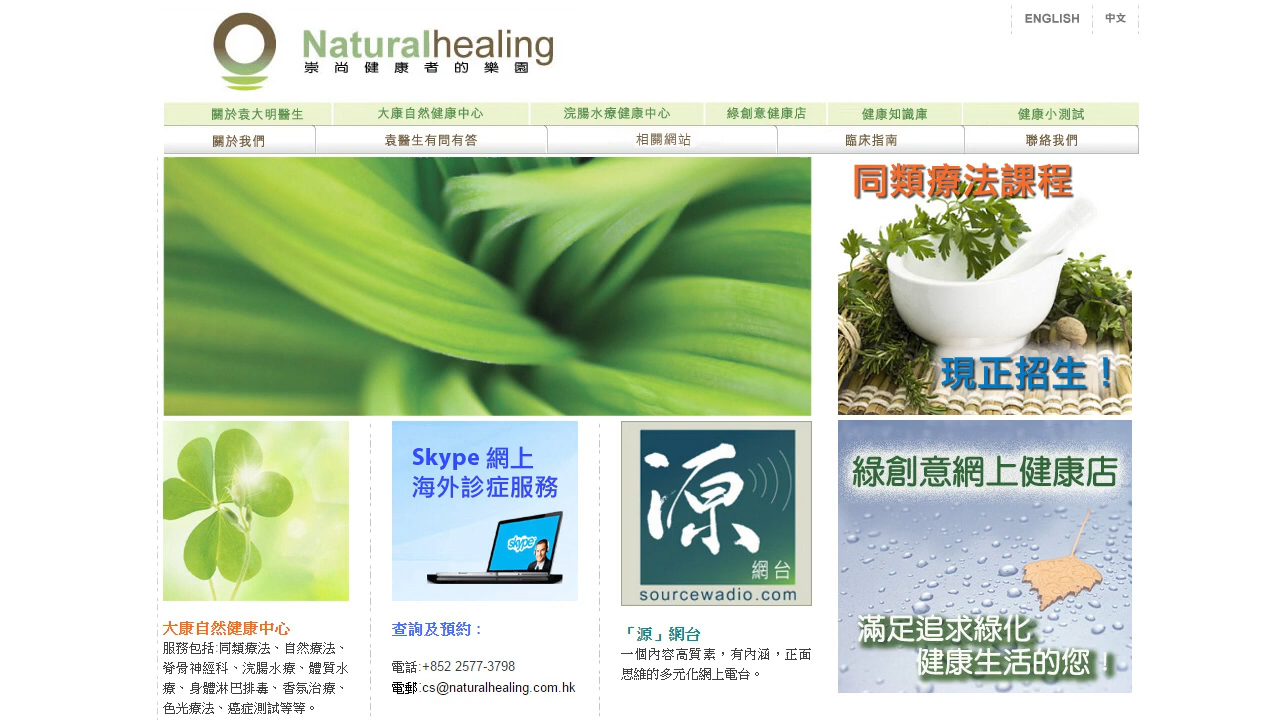 ENGLISH 中文
Naturalhealing
崇尚健康者的樂園
關於袁大明醫生 大康自然健康中心 浣腸水療健康中心 綠創意健康店 健康知識庫 健康小測試
關於我們 袁醫生有問有答 相關網站 臨床指南 聯絡我們
同類療法課程
現正招生！
Skype 網上
海外診症服務
skype
源
網台
sourcewadio.com
綠創意網上健康店
滿足追求綠化
健康生活的您！
大康自然健康中心
服務包括:同類療法、自然療法、
脊骨神經科、浣腸水療、體質水
療、身體淋巴排毒、香氛治療、
色光療法、癌症測試等等。
查詢及預約：
電話:+852 2577-3798
電郵:cs@naturalhealing.com.hk
「源」網台
一個內容高質素，有內涵，正面
思維的多元化網上電台。